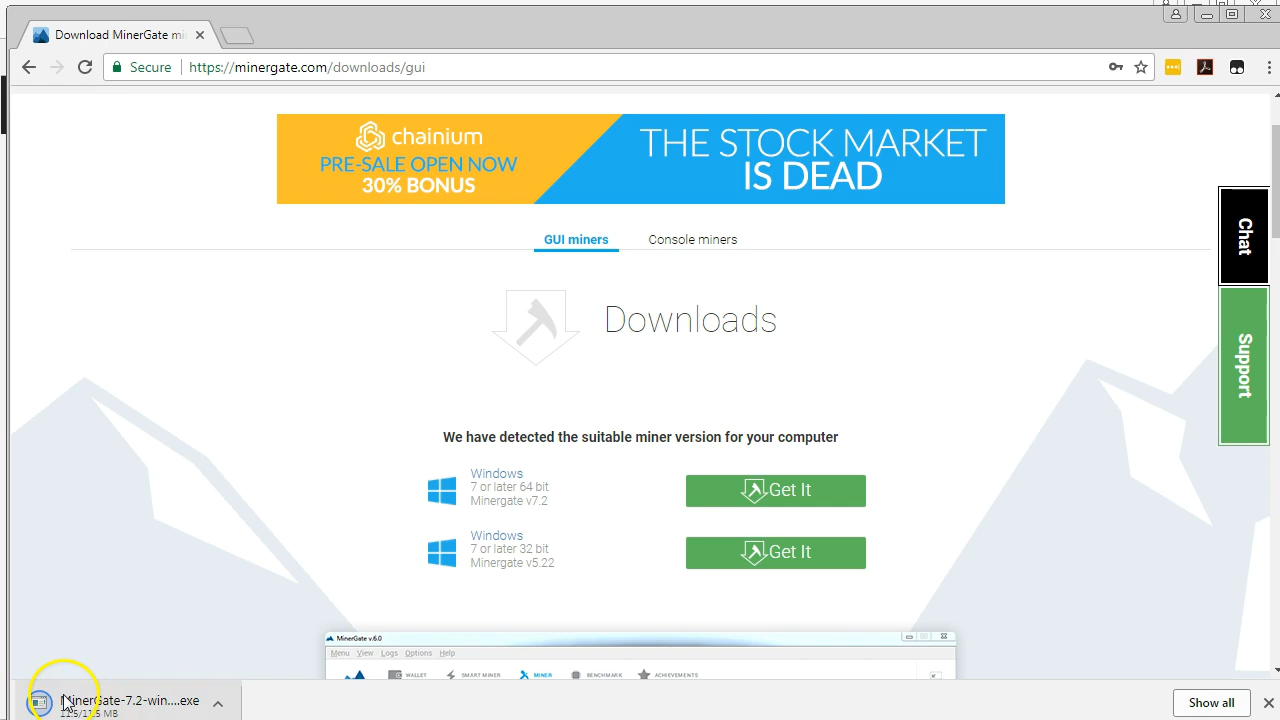 Download MinerGate mi
Secure
https://minergate.com/downloads/gui
chainium
PRE-SALE OPEN NOW
30% BONUS
THE STOCK MARKET
IS DEAD
GUI miners
Console miners
Chat
Support
Downloads
We have detected the suitable miner version for your computer
Windows
7 or later 64 bit
Minergate v7.2
Get It
Windows
7 or later 32 bit
Minergate v5.22
Get It
MinerGate v.6.0
Menu View Logs Options Help
WALLET SMART MINER MINER BENCHMARK ACHIEVEMENTS
MinerGate-7.2-win....exe
Show all